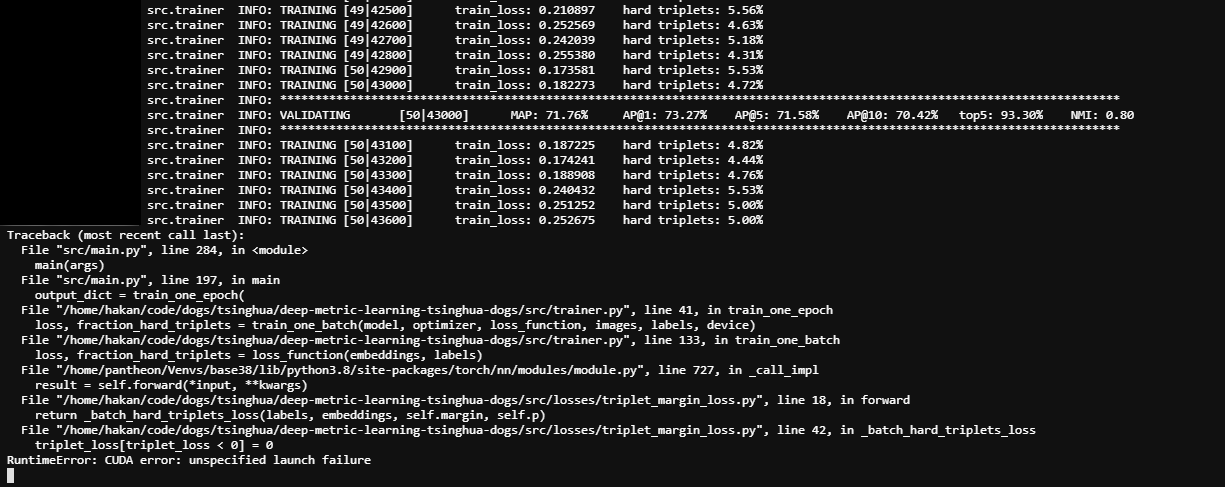 src.trainer INFO: TRAINING [49|42500] train_loss: 0.210897 hard triplets: 5.56%
src.trainer INFO: TRAINING [49|42600] train_loss: 0.252569 hard triplets: 4.63%
src.trainer INFO: TRAINING [49|42700] train_loss: 0.242039 hard triplets: 5.18%
src.trainer INFO: TRAINING [49|42800] train_loss: 0.255380 hard triplets: 4.31%
src.trainer INFO: TRAINING [50|42900] train_loss: 0.173581 hard triplets: 5.53%
src.trainer INFO: TRAINING [50|43000] train_loss: 0.182273 hard triplets: 4.72%
src.trainer INFO: ************************************************************************************************************************
src.trainer INFO: VALIDATING [50|43000] MAP: 71.76% AP@1: 73.27% AP@5: 71.58% AP@10: 70.42% top5: 93.30% NMI: 0.80
src.trainer INFO: ************************************************************************************************************************
src.trainer INFO: TRAINING [50|43100] train_loss: 0.187225 hard triplets: 4.82%
src.trainer INFO: TRAINING [50|43200] train_loss: 0.174241 hard triplets: 4.44%
src.trainer INFO: TRAINING [50|43300] train_loss: 0.188908 hard triplets: 4.76%
src.trainer INFO: TRAINING [50|43400] train_loss: 0.240432 hard triplets: 5.53%
src.trainer INFO: TRAINING [50|43500] train_loss: 0.251252 hard triplets: 5.00%
src.trainer INFO: TRAINING [50|43600] train_loss: 0.252675 hard triplets: 5.00%
Traceback (most recent call last):
File "src/main.py", line 284, in <module>
main(args)
File "src/main.py", line 197, in main
output_dict = train_one_epoch(
File "/home/hakan/code/dogs/tsinghua/deep-metric-learning-tsinghua-dogs/src/trainer.py", line 41, in train_one_epoch
loss, fraction_hard_triplets = train_one_batch(model, optimizer, loss_function, images, labels, device)
File "/home/hakan/code/dogs/tsinghua/deep-metric-learning-tsinghua-dogs/src/trainer.py", line 133, in train_one_batch
loss, fraction_hard_triplets = loss_function(embeddings, labels)
File "/home/pantheon/Venvs/base38/lib/python3.8/site-packages/torch/nn/modules/module.py", line 727, in _call_impl
result = self.forward(*input, **kwargs)
File "/home/hakan/code/dogs/tsinghua/deep-metric-learning-tsinghua-dogs/src/losses/triplet_margin_loss.py", line 18, in forward
return _batch_hard_triplets_loss(labels, embeddings, self.margin, self.p)
File "/home/hakan/code/dogs/tsinghua/deep-metric-learning-tsinghua-dogs/src/losses/triplet_margin_loss.py", line 42, in _batch_hard_triplets_loss
triplet_loss[triplet_loss < 0] = 0
RuntimeError: CUDA error: unspecified launch failure